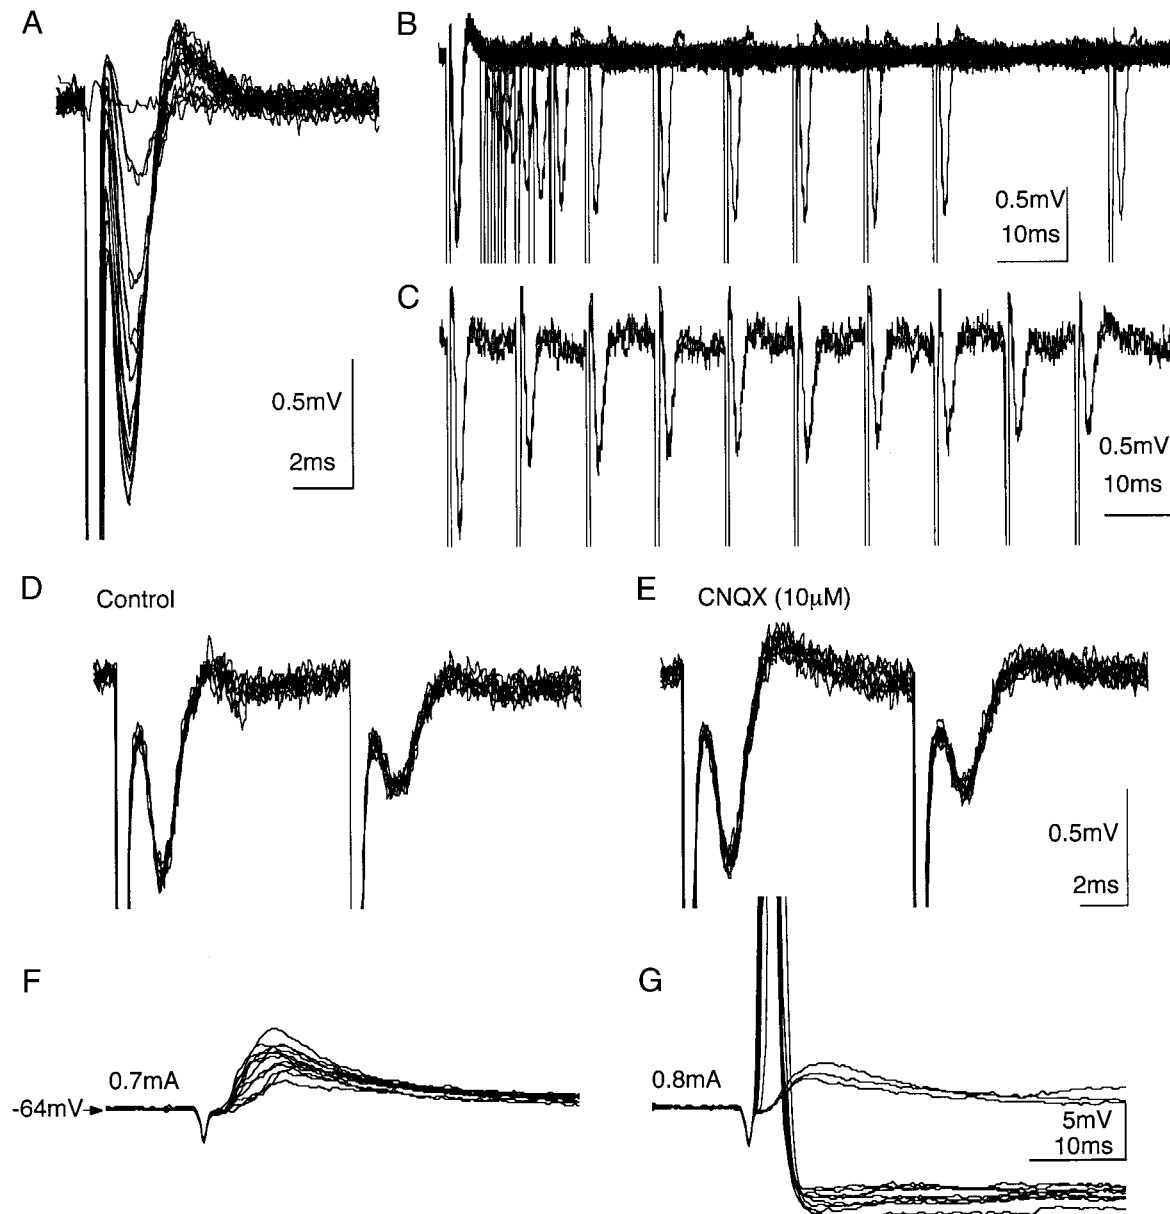 A
B
0.5mV
10ms
0.5mV
2ms
C
0.5mV
10ms
D
Control
E
CNQX (10μM)
0.5mV
2ms
F
0.7mA
-64mV
G
0.8mA
5mV
10ms